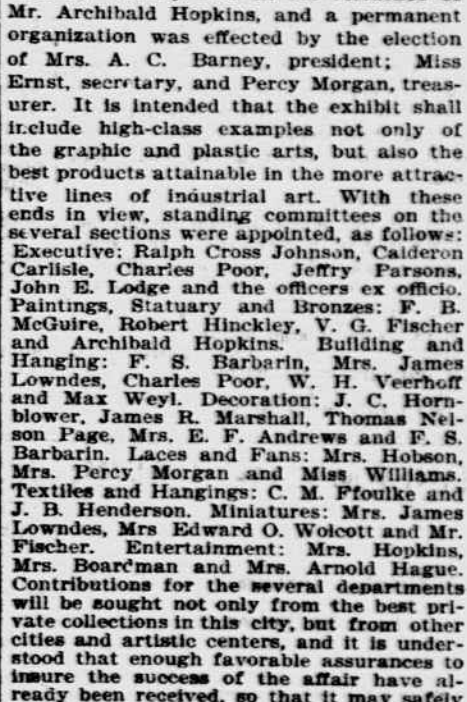 Mr. Archibald Hopkins, and a permanent
organization was effected by the election
of Mrs. A. C. Barney, president; Miss
Ernst, secretary, and Percy Morgan, treas-
urer. It is intended that the exhibit shall
include high-class examples not only of
the graphic and plastic arts, but also the
best products attainable in the more attrac-
tive lines of industrial art. With these
ends in view, standing committees on the
several sections were appointed, as follows:
Executive: Ralph Cross Johnson, Calderon
Carlisle, Charles Poor, Jeffry Parsons,
John E. Lodge and the officers ex officio.
Paintings, Statuary and Bronzes: F. B.
McGuire, Robert Hinckley, V. G. Fischer
and Archibald Hopkins. Building and
Hanging: F. S. Barbarin, Mrs. James
Lowndes, Charles Poor, W. H. Veerhoff
and Max Weyl. Decoration: J. C. Horn-
blower, James R. Marshall, Thomas Nel-
son Page, Mrs. E. F. Andrews and F. S.
Barbarin. Laces and Fans: Mrs. Hobson,
Mrs. Percy Morgan and Miss Williams.
Textiles and Hangings: C. M. Ffoulke and
J. B. Henderson. Miniatures: Mrs. James
Lowndes, Mrs Edward O. Wolcott and Mr.
Fischer. Entertainment: Mrs. Hopkins,
Mrs. Boardman and Mrs. Arnold Hague.
Contributions for the several departments
will be sought not only from the best pri-
vate collections in this city, but from other
cities and artistic centers, and it is under-
stood that enough favorable assurances to
insure the success of the affair have al-
ready been received, so that it may safely